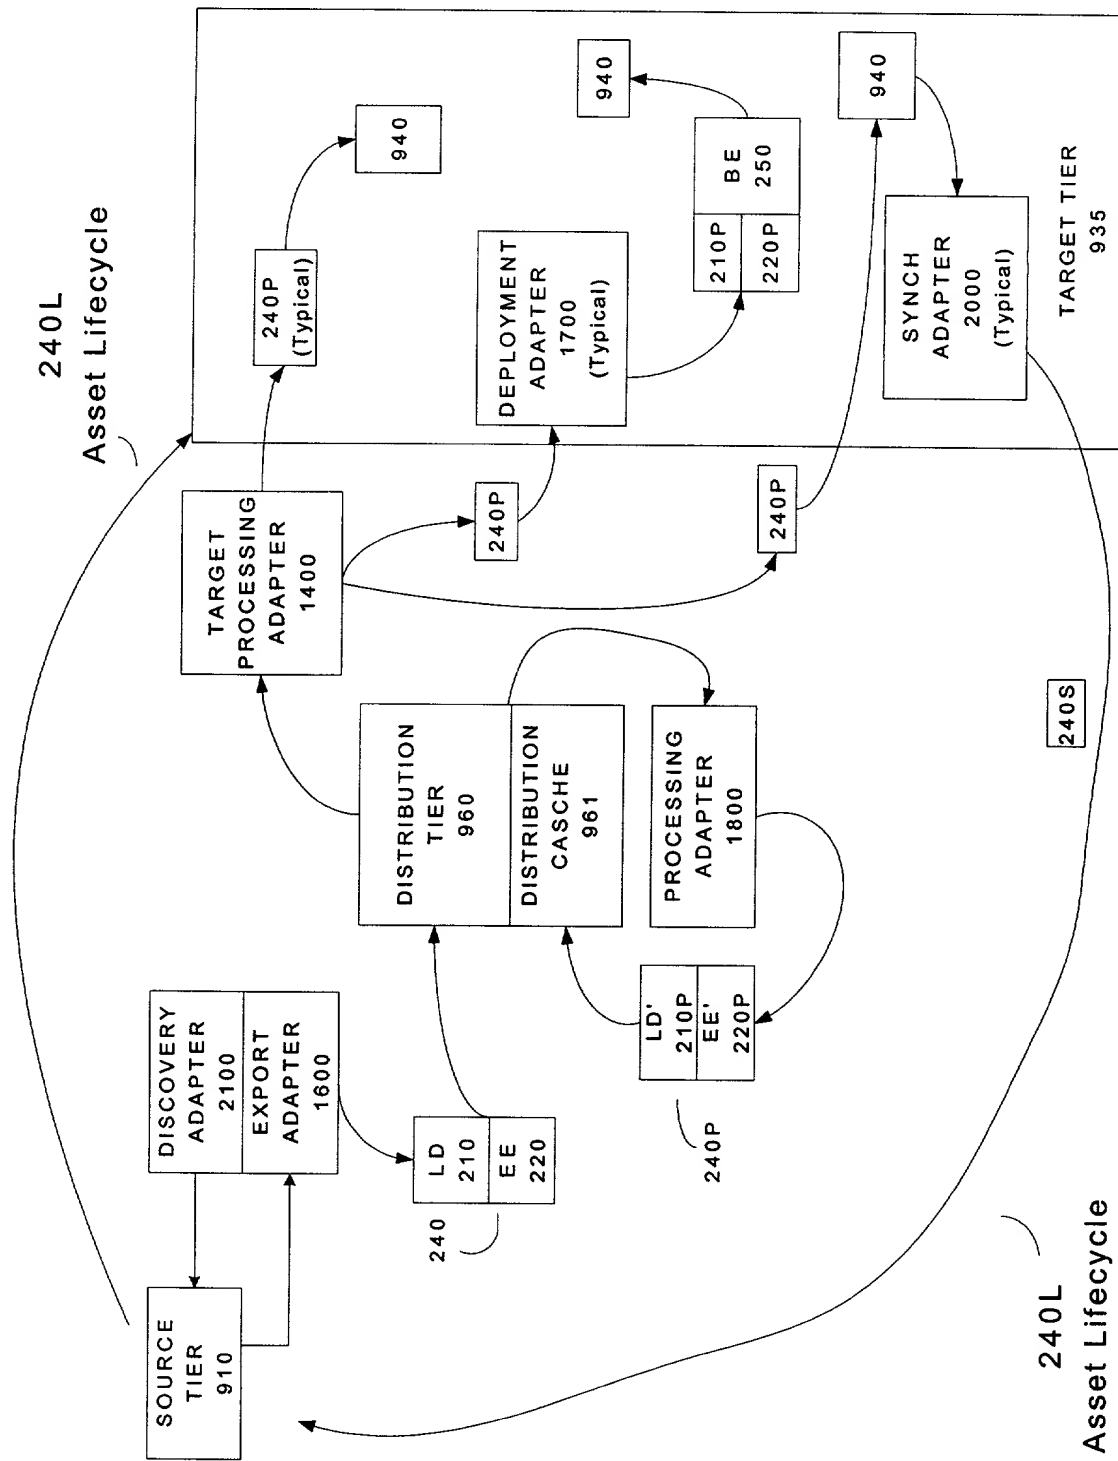 240L
Asset Lifecycle
SOURCE
TIER
910
DISCOVERY
ADAPTER
2100
EXPORT
ADAPTER
1600
LD
210
EE
220
240
DISTRIBUTION
TIER
960
DISTRIBUTION
CASCHE
961
LD'
210P
EE'
220P
240P
PROCESSING
ADAPTER
1800
TARGET
PROCESSING
ADAPTER
1400
240P
240P
240P
(Typical)
940
DEPLOYMENT
ADAPTER
1700
(Typical)
210P
220P
BE
250
940
940
SYNCH
ADAPTER
2000
(Typical)
TARGET TIER
935
240S
240L
Asset Lifecycle